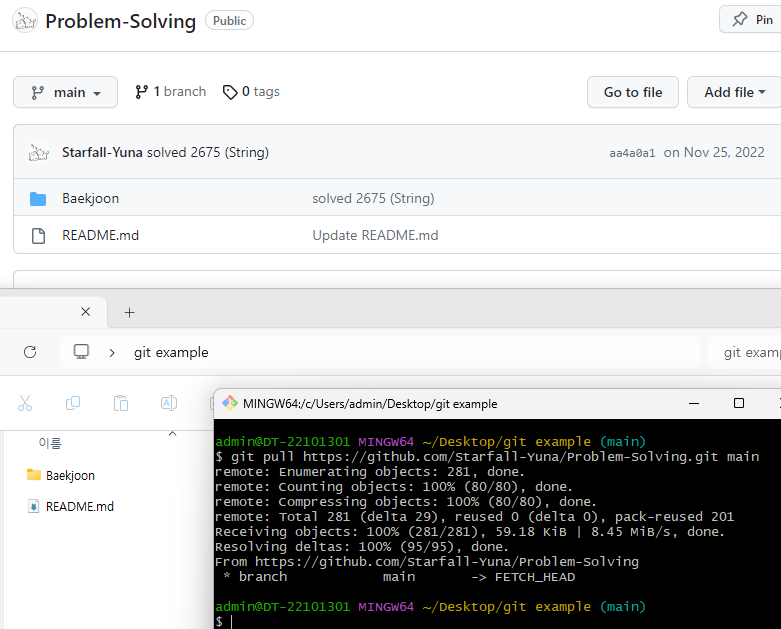 Problem-Solving Public Pin
main 1 branch 0 tags Go to file Add file
Starfall-Yuna solved 2675 (String) aa4a0a1 on Nov 25, 2022
Baekjoon solved 2675 (String)
README.md Update README.md
git example git exam
MINGW64:/c/Users/admin/Desktop/git example
이름
Baekjoon
README.md
admin@DT-22101301 MINGW64 ~/Desktop/git example (main)
$ git pull https://github.com/Starfall-Yuna/Problem-Solving.git main
remote: Enumerating objects: 281, done.
remote: Counting objects: 100% (80/80), done.
remote: Compressing objects: 100% (80/80), done.
remote: Total 281 (delta 29), reused 0 (delta 0), pack-reused 201
Receiving objects: 100% (281/281), 59.18 KiB | 8.45 MiB/s, done.
Resolving deltas: 100% (95/95), done.
From https://github.com/Starfall-Yuna/Problem-Solving
* branch main -> FETCH_HEAD
admin@DT-22101301 MINGW64 ~/Desktop/git example (main)
$